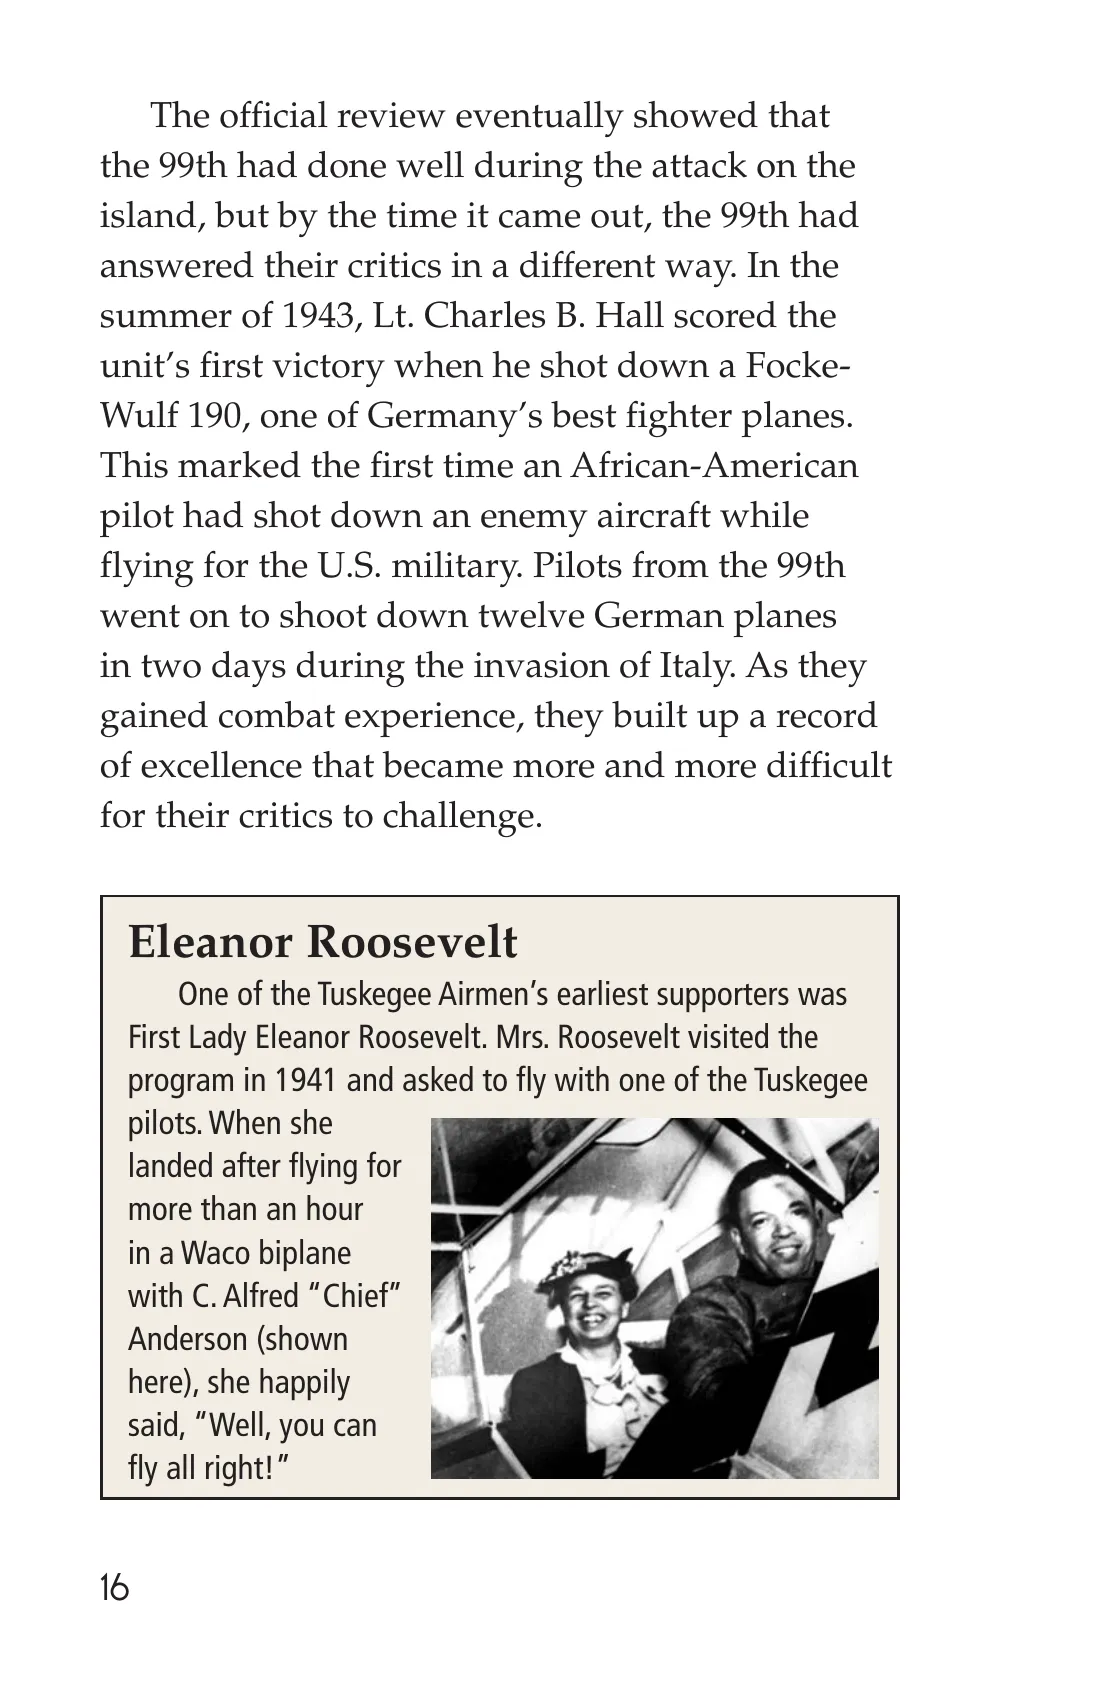 The official review eventually showed that
the 99th had done well during the attack on the
island, but by the time it came out, the 99th had
answered their critics in a different way. In the
summer of 1943, Lt. Charles B. Hall scored the
unit’s first victory when he shot down a Focke-
Wulf 190, one of Germany’s best fighter planes.
This marked the first time an African-American
pilot had shot down an enemy aircraft while
flying for the U.S. military. Pilots from the 99th
went on to shoot down twelve German planes
in two days during the invasion of Italy. As they
gained combat experience, they built up a record
of excellence that became more and more difficult
for their critics to challenge.
Eleanor Roosevelt
One of the Tuskegee Airmen’s earliest supporters was
First Lady Eleanor Roosevelt. Mrs. Roosevelt visited the
program in 1941 and asked to fly with one of the Tuskegee
pilots. When she
landed after flying for
more than an hour
in a Waco biplane
with C. Alfred “Chief”
Anderson (shown
here), she happily
said, “Well, you can
fly all right!”
16